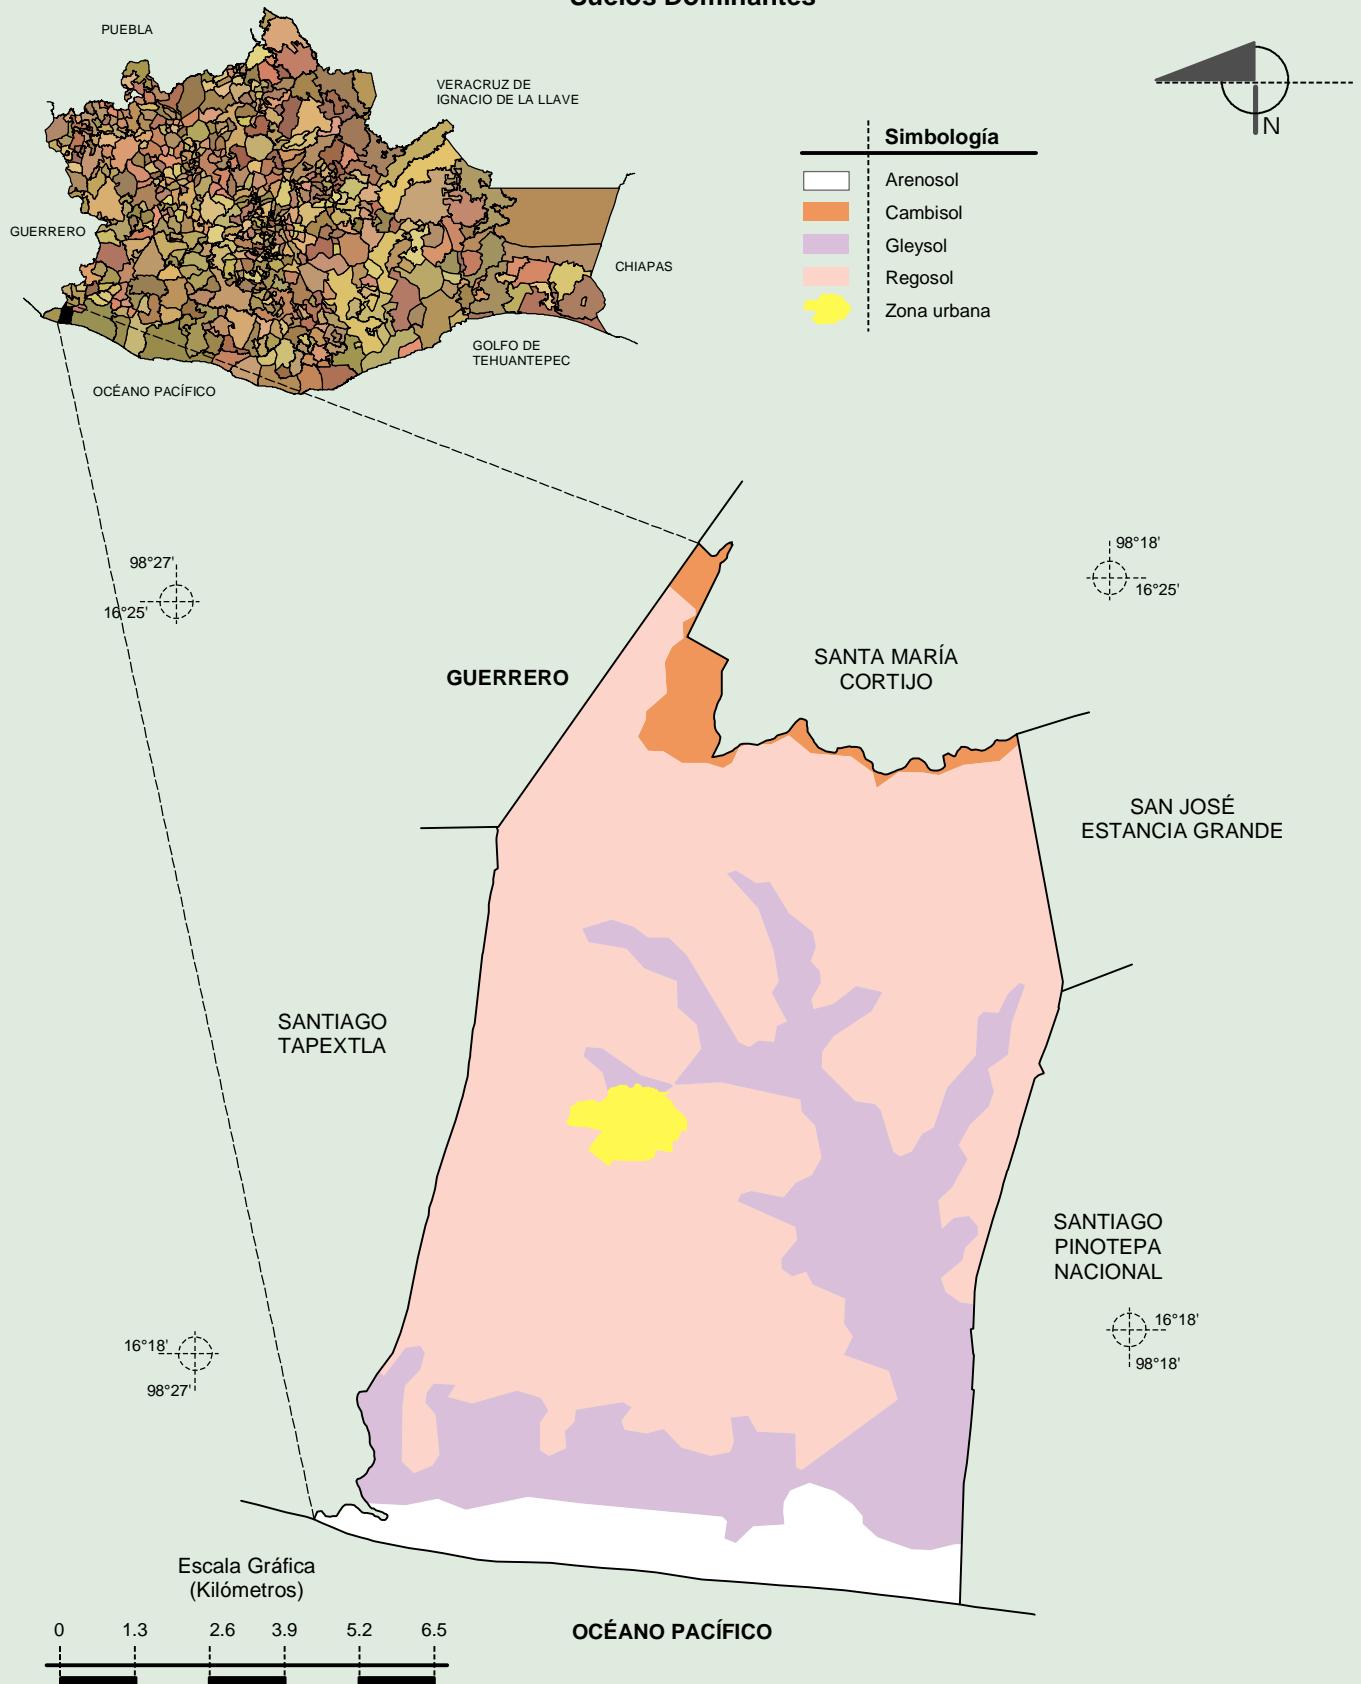 Suelos Dominantes
PUEBLA
VERACRUZ DE
IGNACIO DE LA LLAVE
GUERRERO
CHIAPAS
GOLFO DE
TEHUANTEPEC
OCÉANO PACÍFICO
N
Simbología
Arenosol
Cambisol
Gleysol
Regosol
Zona urbana
98°27'
16°25'
98°18'
16°25'
GUERRERO
SANTA MARÍA
CORTIJO
SAN JOSÉ
ESTANCIA GRANDE
SANTIAGO
TAPEXTLA
SANTIAGO
PINOTEPA
NACIONAL
16°18'
98°27'
16°18'
98°18'
Escala Gráfica
(Kilómetros)
0 1.3 2.6 3.9 5.2 6.5
OCÉANO PACÍFICO